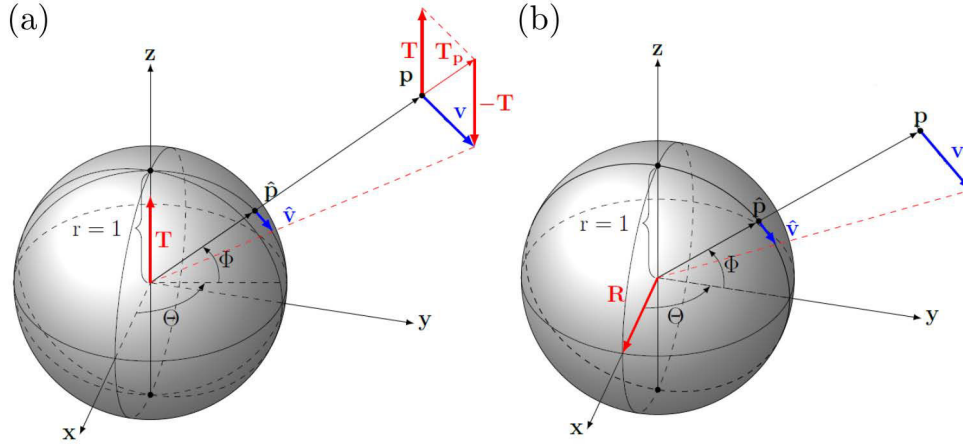 (a)
z
T
T_p
p
−T
v
p̂
v̂
r = 1
T
Φ
Θ
y
x
(b)
z
p
v
p̂
v̂
r = 1
Φ
R
Θ
y
x